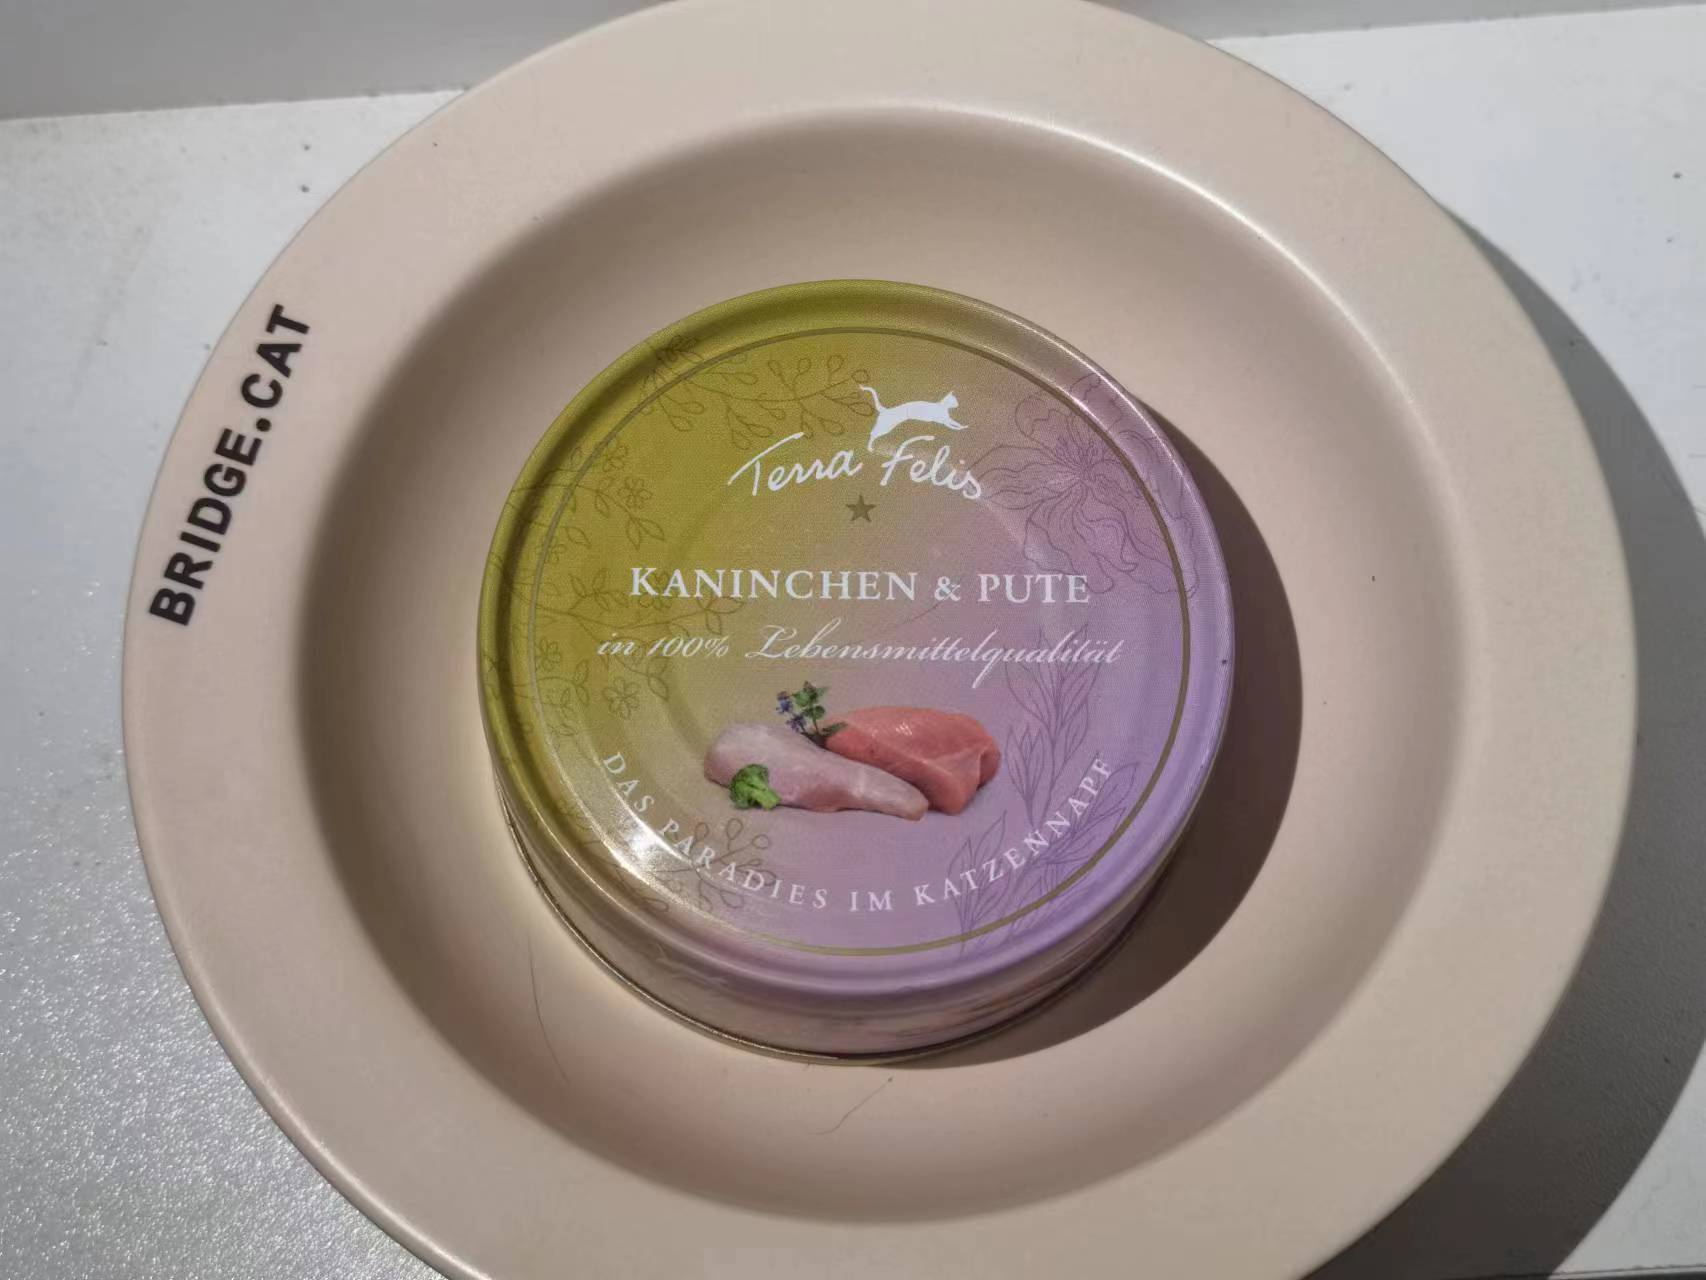 BRIDGE.CAT
Terra Felis
KANINCHEN & PUTE
in 100% Lebensmittelqualität
DAS PARADIES IM KATZENNAPF